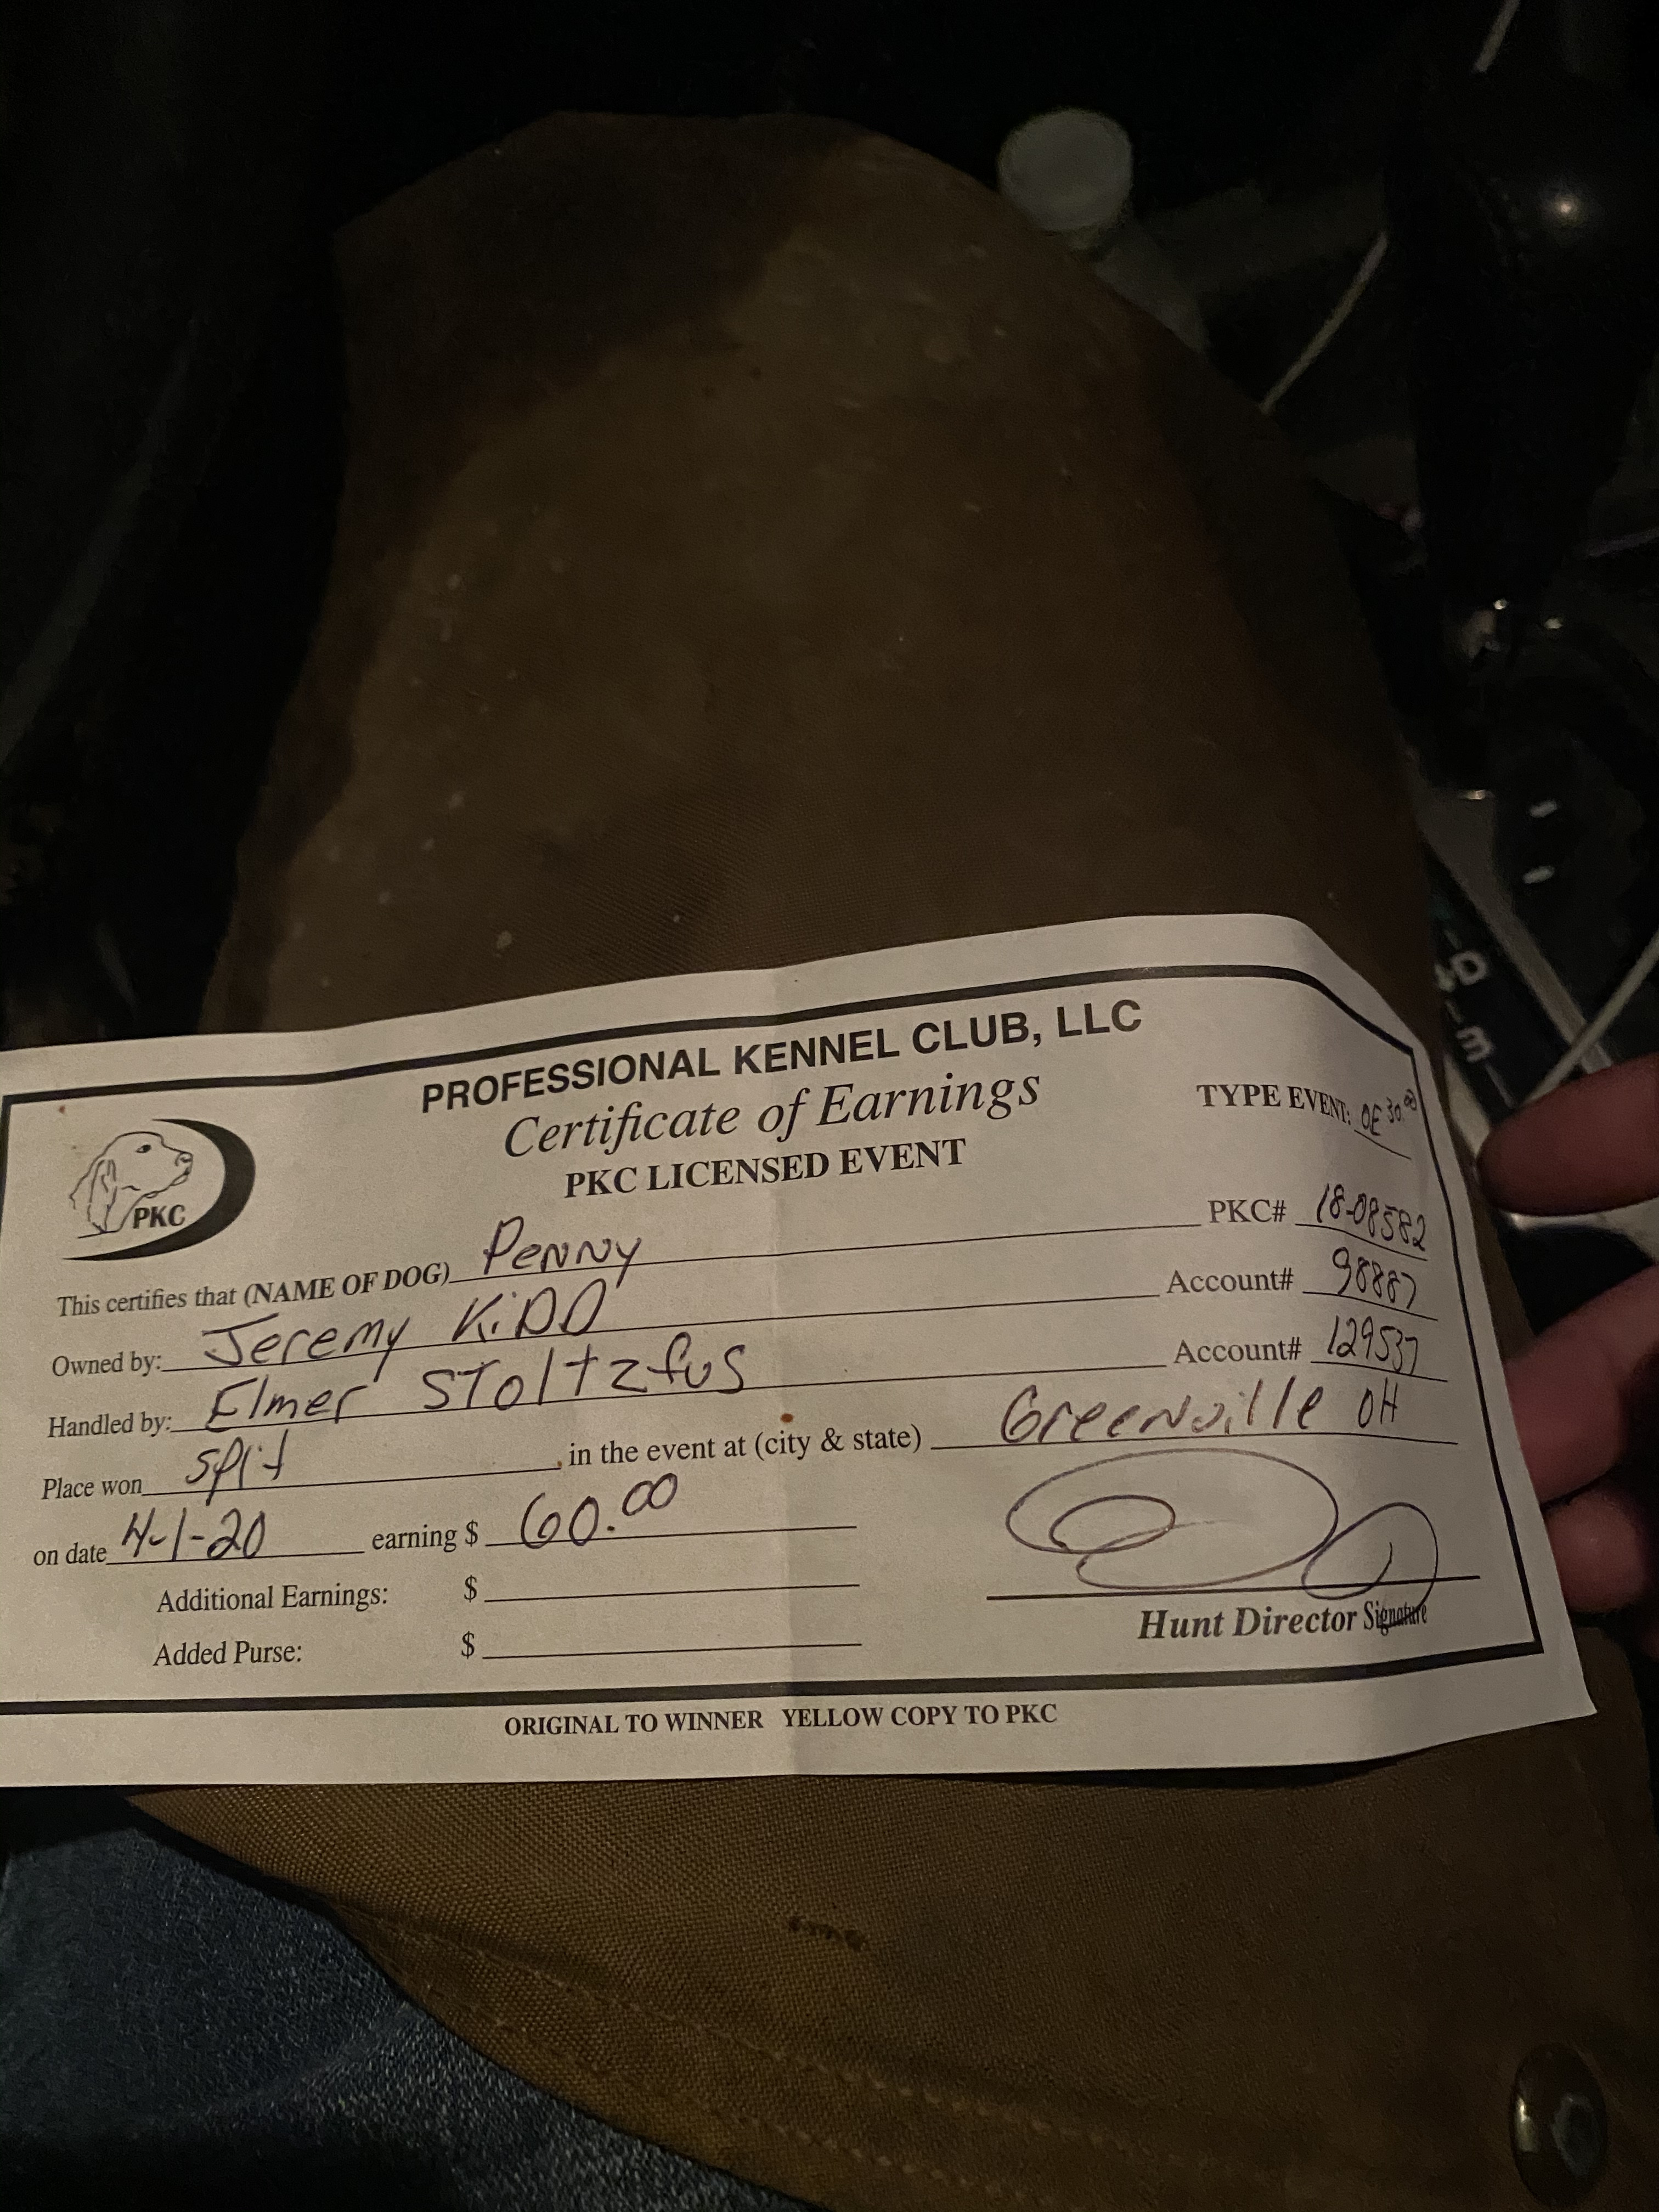 PROFESSIONAL KENNEL CLUB, LLC
Certificate of Earnings
TYPE EVENT: OE 30.00
PKC LICENSED EVENT
PKC
This certifies that (NAME OF DOG) Penny PKC# 18-08582
Owned by: Jeremy KiDD Account# 98887
Handled by: Elmer Stoltzfus Account# 129537
Place won split, in the event at (city & state) Greenville OH
on date 4-1-20 earning $ 60.00
Additional Earnings: $
Added Purse: $
Hunt Director Signature
ORIGINAL TO WINNER YELLOW COPY TO PKC